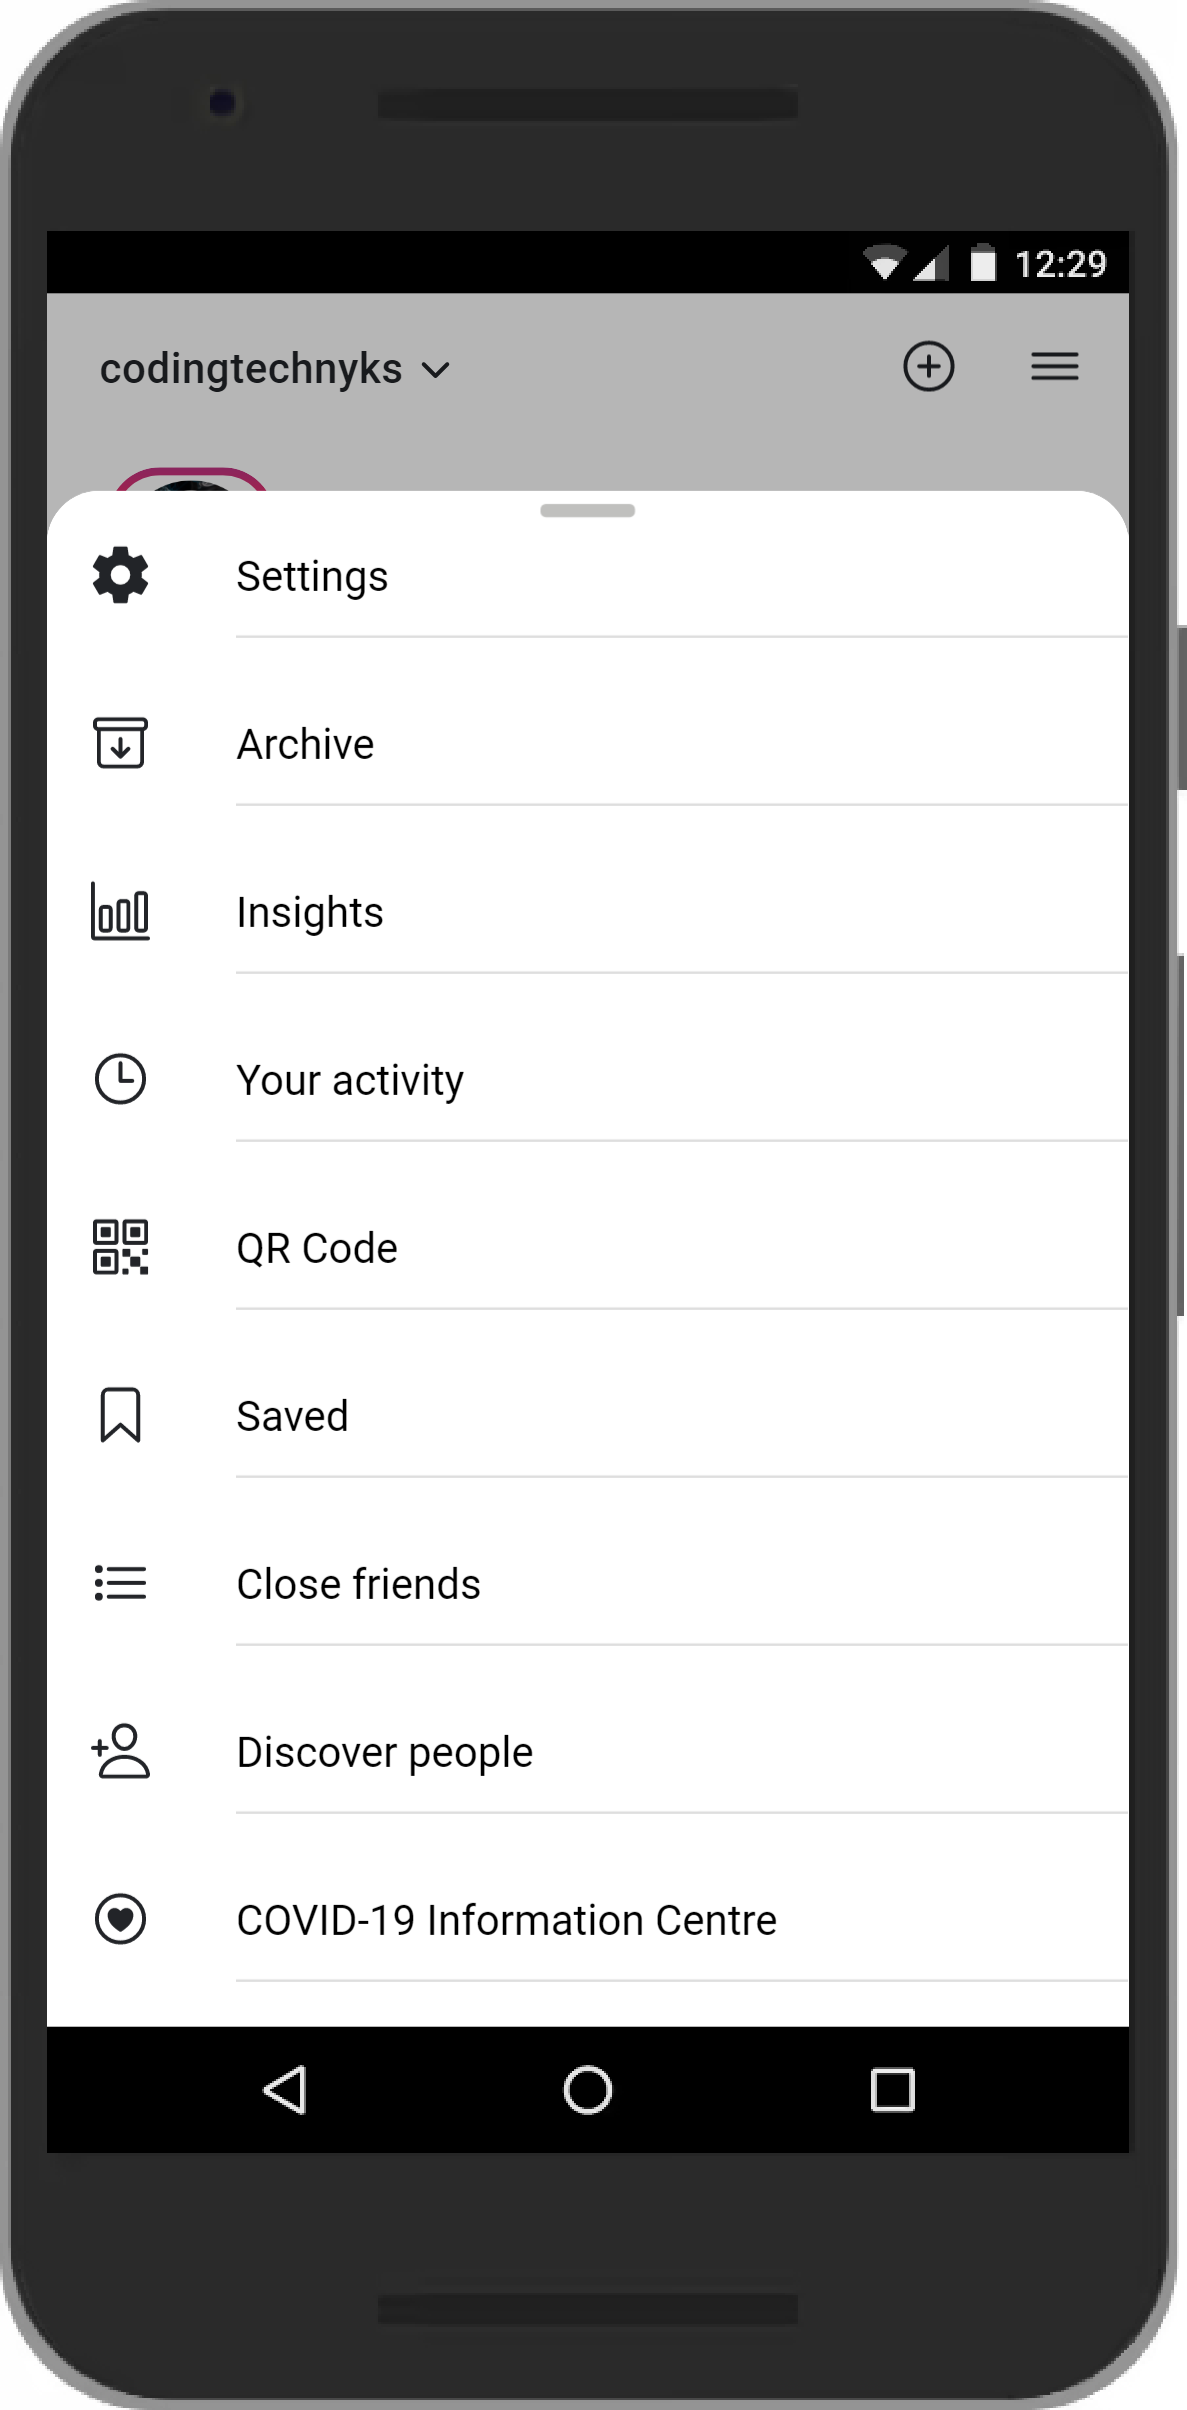 12:29
codingtechnyks
Settings
Archive
Insights
Your activity
QR Code
Saved
Close friends
Discover people
COVID-19 Information Centre